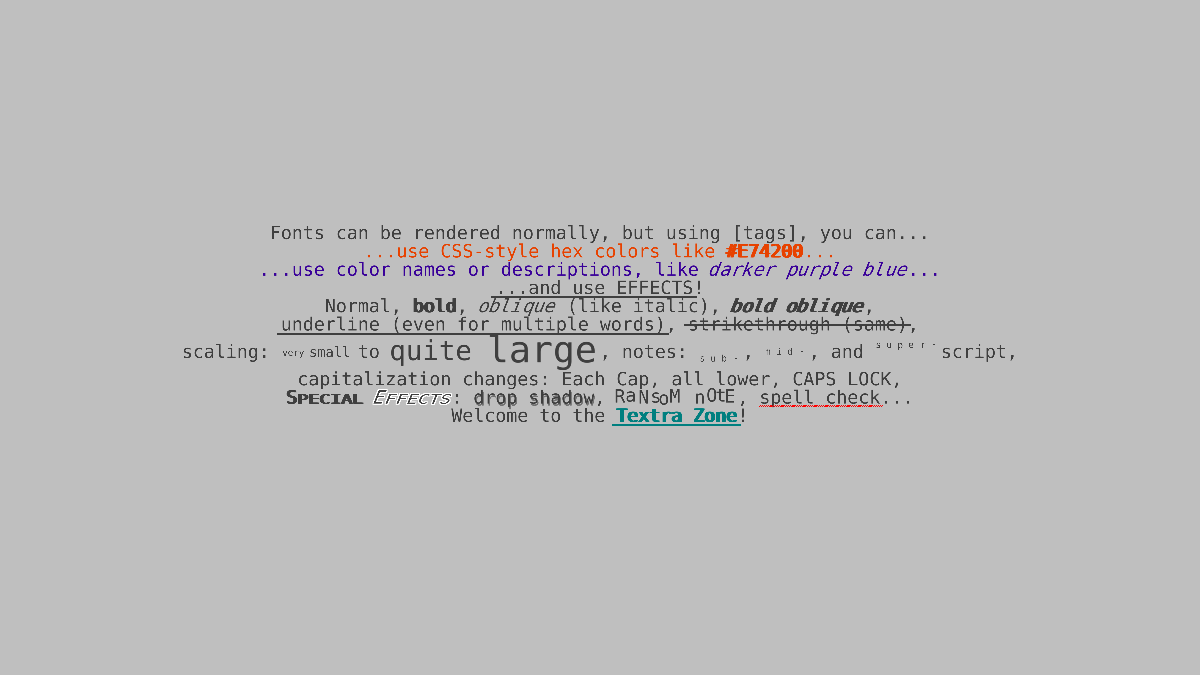 Fonts can be rendered normally, but using [tags], you can...
...use CSS-style hex colors like #E74200...
...use color names or descriptions, like darker purple blue...
...and use EFFECTS!
Normal, bold, oblique (like italic), bold oblique,
underline (even for multiple words), strikethrough (same),
scaling: very small to quite large, notes: sub-, mid-, and super-script,
capitalization changes: Each Cap, all lower, CAPS LOCK,
Special Effects: drop shadow, RaNsoM nOtE, spell check...
Welcome to the Textra Zone!